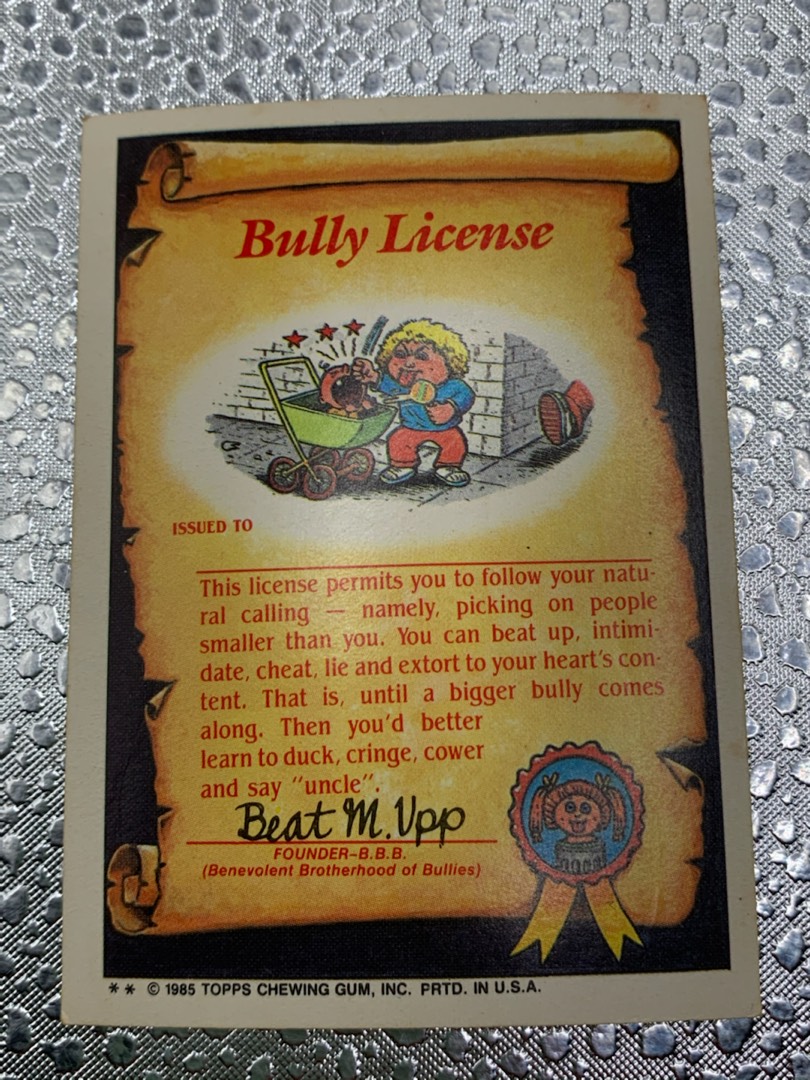 Bully License
ISSUED TO
This license permits you to follow your natu-
ral calling — namely, picking on people
smaller than you. You can beat up, intimi-
date, cheat, lie and extort to your heart's con-
tent. That is, until a bigger bully comes
along. Then you'd better
learn to duck, cringe, cower
and say "uncle".
Beat M. Upp
FOUNDER–B.B.B.
(Benevolent Brotherhood of Bullies)
** © 1985 TOPPS CHEWING GUM, INC. PRTD. IN U.S.A.